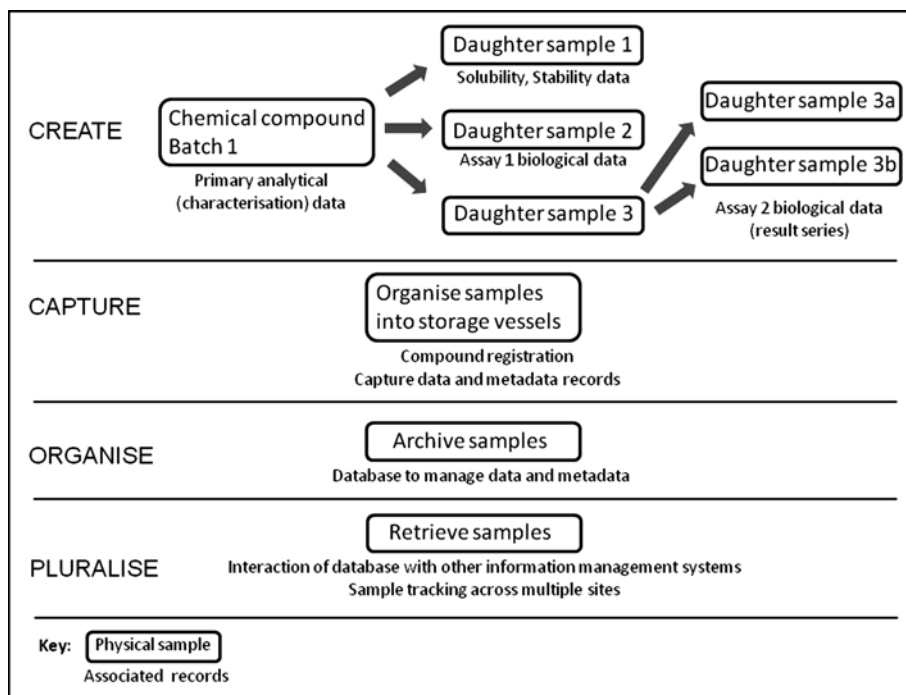 CREATE
Chemical compound
Batch 1
Primary analytical
(characterisation) data
Daughter sample 1
Solubility, Stability data
Daughter sample 2
Assay 1 biological data
Daughter sample 3
Daughter sample 3a
Daughter sample 3b
Assay 2 biological data
(result series)
CAPTURE
Organise samples
into storage vessels
Compound registration
Capture data and metadata records
ORGANISE
Archive samples
Database to manage data and metadata
PLURALISE
Retrieve samples
Interaction of database with other information management systems
Sample tracking across multiple sites
Key: Physical sample
Associated records